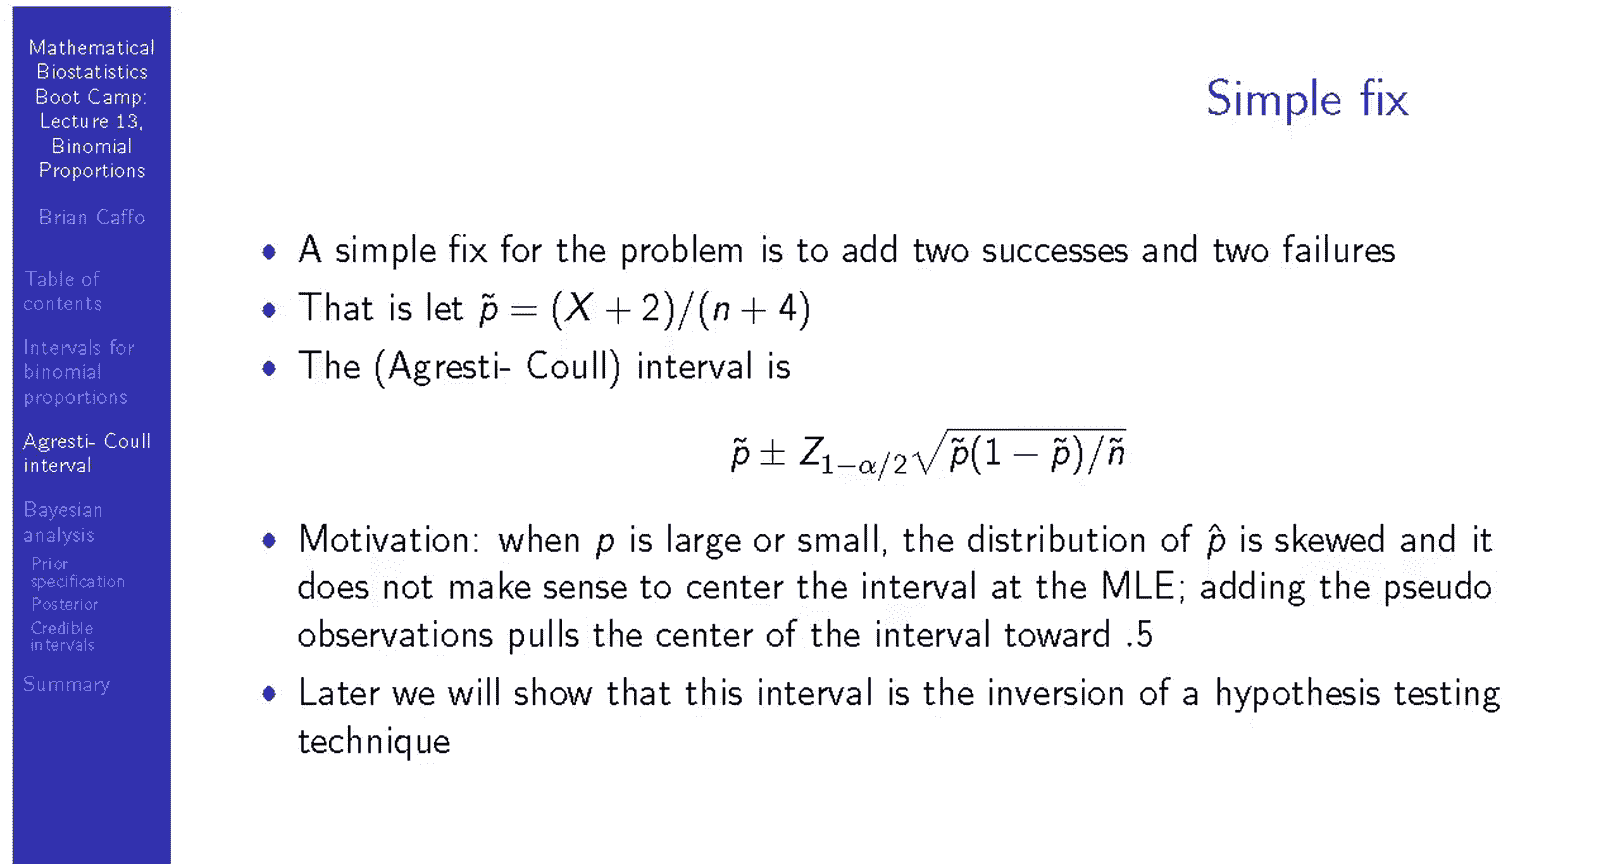 Mathematical
Biostatistics
Boot Camp:
Lecture 13,
Binomial
Proportions
Brian Caffo
Table of
contents
Intervals for
binomial
proportions
Agresti- Coull
interval
Bayesian
analysis
Prior
specification
Posterior
Credible
intervals
Summary
Simple fix
• A simple fix for the problem is to add two successes and two failures
• That is let p̃ = (X + 2)/(n + 4)
• The (Agresti- Coull) interval is
p̃ ± Z_{1−α/2}√(p̃(1 − p̃)/ñ)
• Motivation: when p is large or small, the distribution of p̂ is skewed and it
does not make sense to center the interval at the MLE; adding the pseudo
observations pulls the center of the interval toward .5
• Later we will show that this interval is the inversion of a hypothesis testing
technique